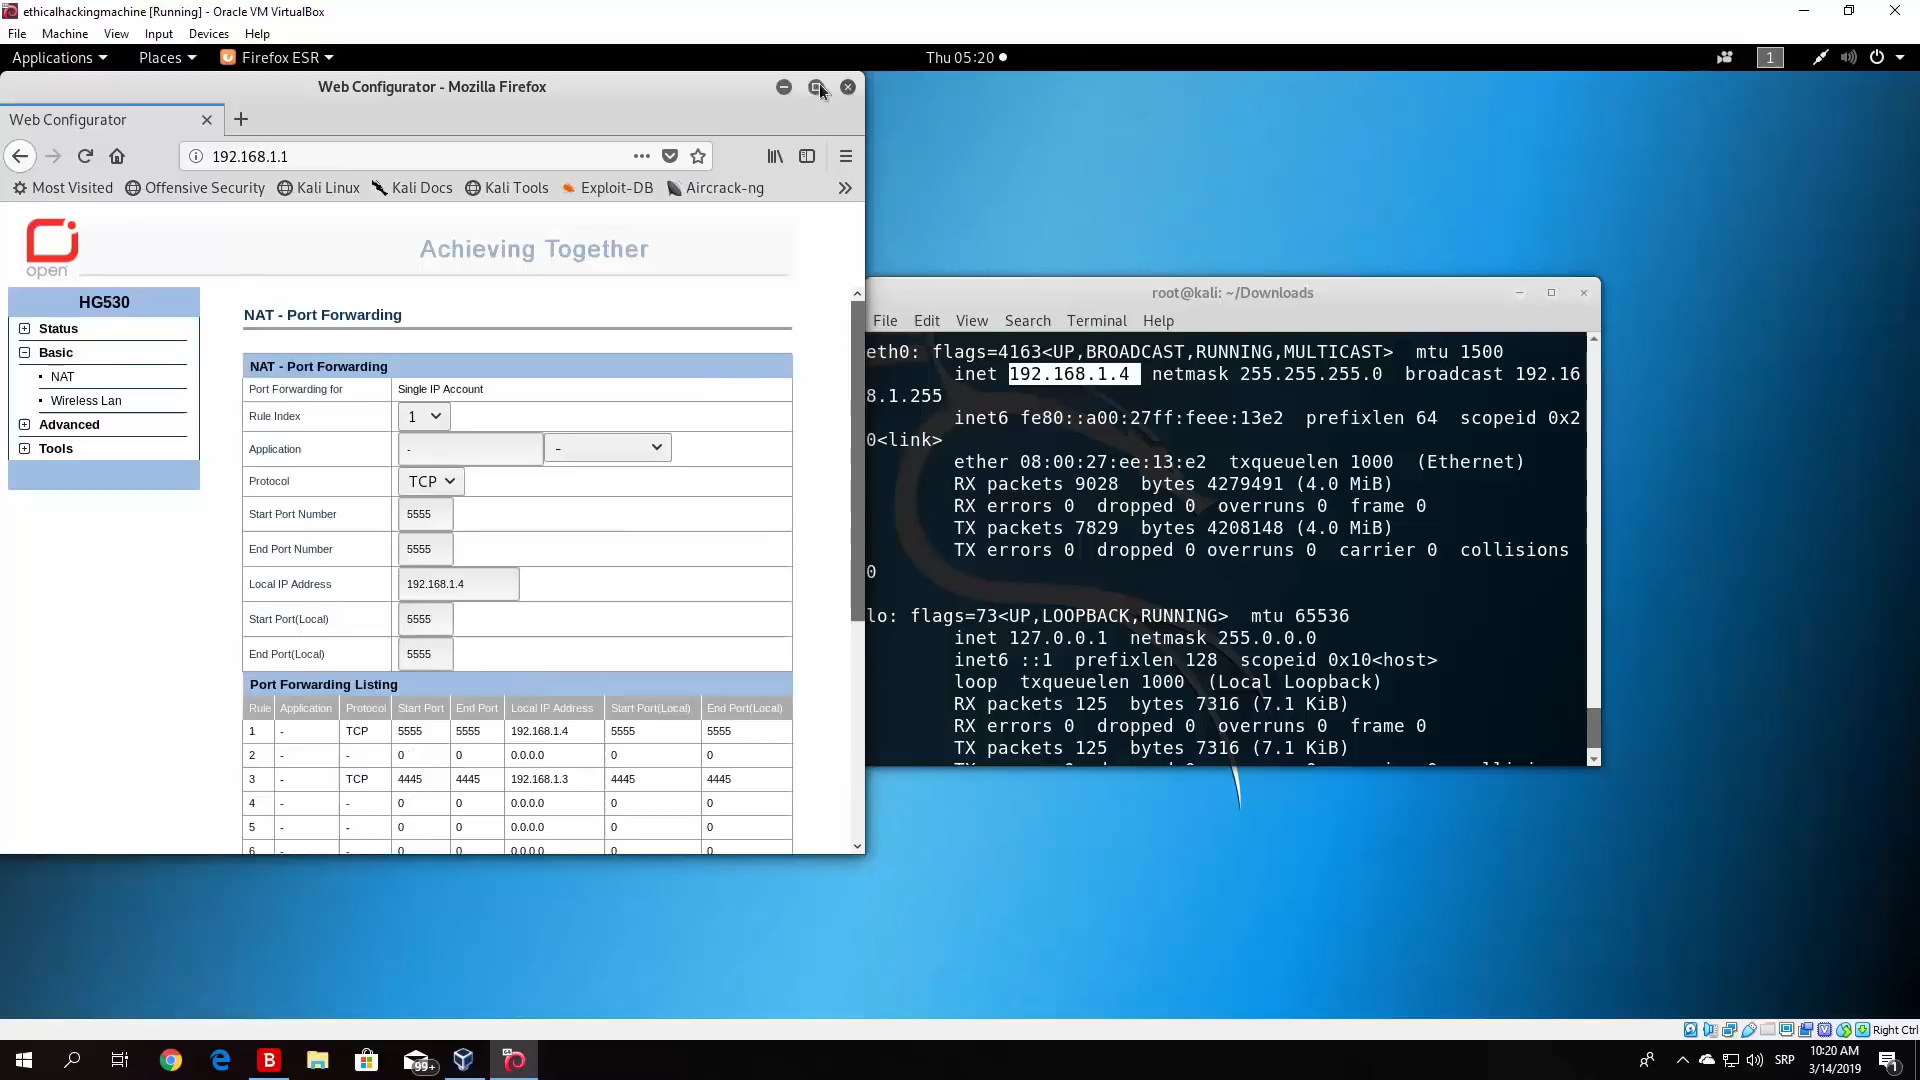 ethicalhackingmachine [Running] - Oracle VM VirtualBox
File Machine View Input Devices Help
Applications Places Firefox ESR Thu 05:20 1
Web Configurator - Mozilla Firefox
Web Configurator
192.168.1.1
Most Visited Offensive Security Kali Linux Kali Docs Kali Tools Exploit-DB Aircrack-ng
open
Achieving Together
HG530
Status
Basic
NAT
Wireless Lan
Advanced
Tools
NAT - Port Forwarding
NAT - Port Forwarding
Port Forwarding for Single IP Account
Rule Index 1
Application - -
Protocol TCP
Start Port Number 5555
End Port Number 5555
Local IP Address 192.168.1.4
Start Port(Local) 5555
End Port(Local) 5555
Port Forwarding Listing
Rule Application Protocol Start Port End Port Local IP Address Start Port(Local) End Port(Local)
1 - TCP 5555 5555 192.168.1.4 5555 5555
2 - - 0 0 0.0.0.0 0 0
3 - TCP 4445 4445 192.168.1.3 4445 4445
4 - - 0 0 0.0.0.0 0 0
5 - - 0 0 0.0.0.0 0 0
6 - - 0 0 0.0.0.0 0 0
root@kali: ~/Downloads
File Edit View Search Terminal Help
eth0: flags=4163<UP,BROADCAST,RUNNING,MULTICAST> mtu 1500
inet 192.168.1.4 netmask 255.255.255.0 broadcast 192.16
8.1.255
inet6 fe80::a00:27ff:feee:13e2 prefixlen 64 scopeid 0x2
0<link>
ether 08:00:27:ee:13:e2 txqueuelen 1000 (Ethernet)
RX packets 9028 bytes 4279491 (4.0 MiB)
RX errors 0 dropped 0 overruns 0 frame 0
TX packets 7829 bytes 4208148 (4.0 MiB)
TX errors 0 dropped 0 overruns 0 carrier 0 collisions
0
lo: flags=73<UP,LOOPBACK,RUNNING> mtu 65536
inet 127.0.0.1 netmask 255.0.0.0
inet6 ::1 prefixlen 128 scopeid 0x10<host>
loop txqueuelen 1000 (Local Loopback)
RX packets 125 bytes 7316 (7.1 KiB)
RX errors 0 dropped 0 overruns 0 frame 0
TX packets 125 bytes 7316 (7.1 KiB)
Right Ctrl
99+
SRP
10:20 AM
3/14/2019
1